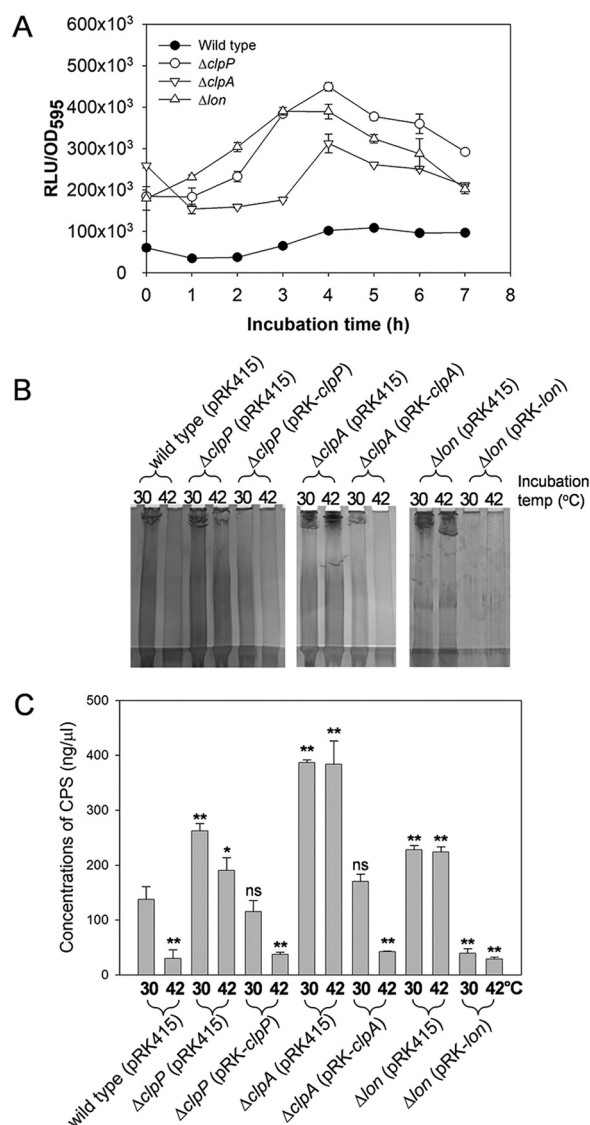 A
600x10³
500x10³
400x10³
300x10³
200x10³
100x10³
0
RLU/OD595
Wild type
ΔclpP
ΔclpA
Δlon
0 1 2 3 4 5 6 7 8
Incubation time (h)
B
wild type (pRK415)
ΔclpP (pRK415)
ΔclpP (pRK-clpP)
ΔclpA (pRK415)
ΔclpA (pRK-clpA)
Δlon (pRK415)
Δlon (pRK-lon)
30 42 30 42 30 42 30 42 30 42 30 42 30 42
Incubation
temp (ºC)
C
500
400
300
200
100
0
Concentrations of CPS (ng/µl)
** ** * ns ** ** ** ns ** ** ** ** **
30 42 30 42 30 42 30 42 30 42 30 42 30 42°C
wild type (pRK415)
ΔclpP (pRK415)
ΔclpP (pRK-clpP)
ΔclpA (pRK415)
ΔclpA (pRK-clpA)
Δlon (pRK415)
Δlon (pRK-lon)